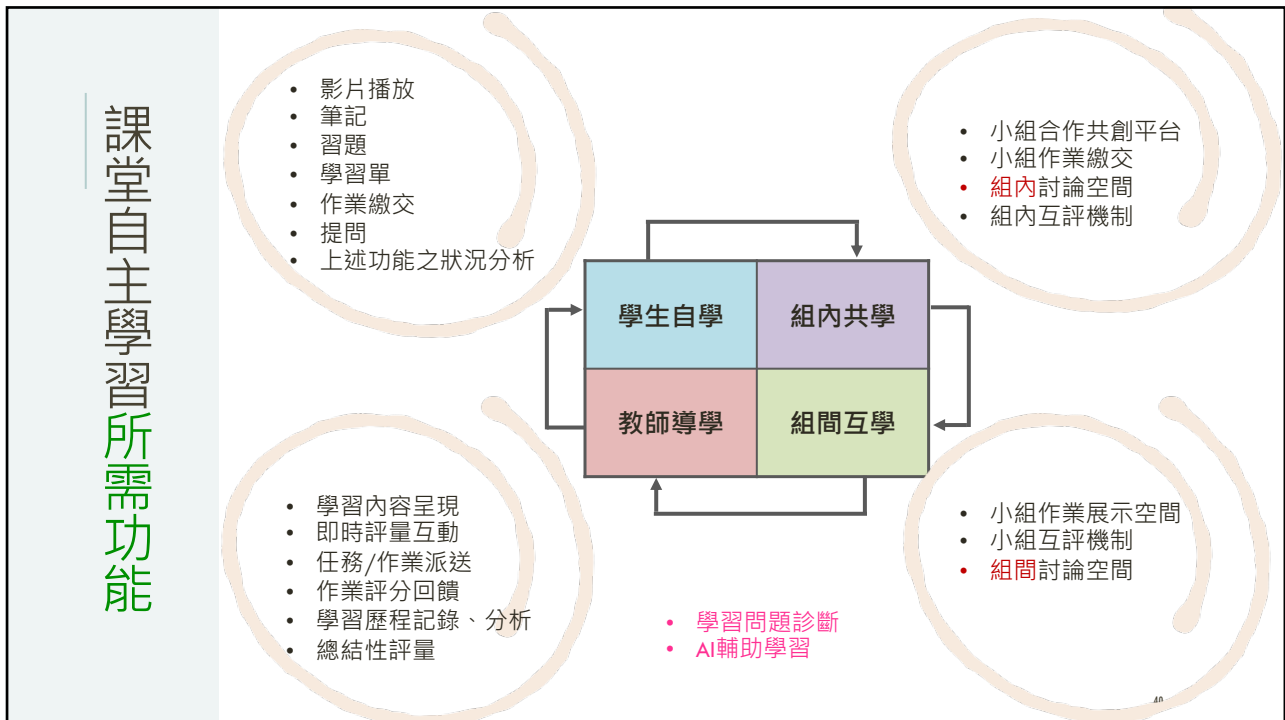 課堂自主學習所需功能
• 影片播放
• 筆記
• 習題
• 學習單
• 作業繳交
• 提問
• 上述功能之狀況分析
• 小組合作共創平台
• 小組作業繳交
• 組內討論空間
• 組內互評機制
學生自學
組內共學
教師導學
組間互學
• 學習內容呈現
• 即時評量互動
• 任務/作業派送
• 作業評分回饋
• 學習歷程記錄、分析
• 總結性評量
• 學習問題診斷
• AI輔助學習
• 小組作業展示空間
• 小組互評機制
• 組間討論空間